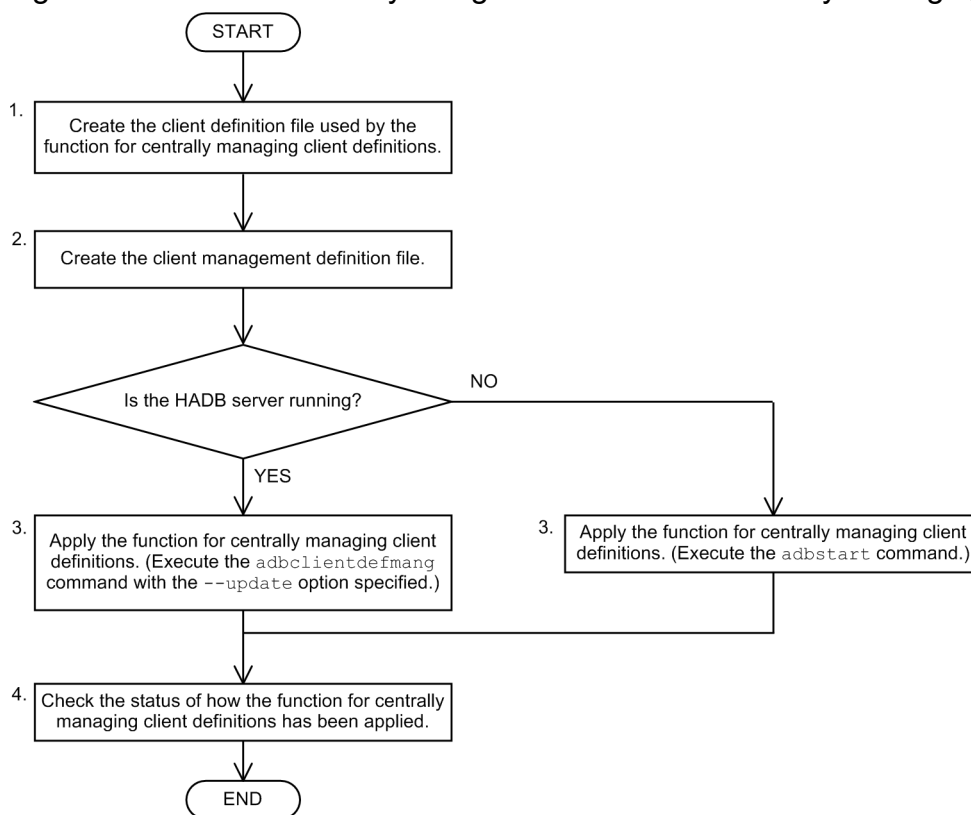 START
1.
Create the client definition file used by the
function for centrally managing client definitions.
2.
Create the client management definition file.
Is the HADB server running?
NO
YES
3.
Apply the function for centrally managing client
definitions. (Execute the adbclientdefmang
command with the --update option specified.)
3.
Apply the function for centrally managing client
definitions. (Execute the adbstart command.)
4.
Check the status of how the function for centrally
managing client definitions has been applied.
END